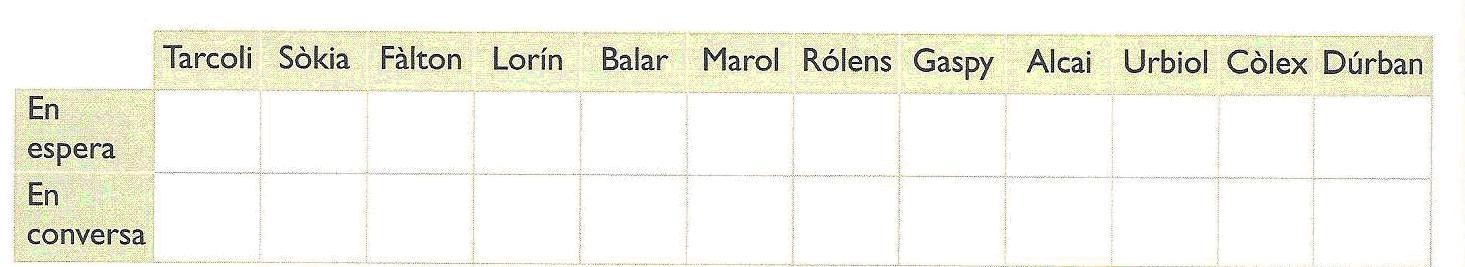 Tarcoli Sòkia Fàlton Lorín Balar Marol Rólens Gaspy Alcai Urbiol Còlex Dúrban
En
espera
En
conversa